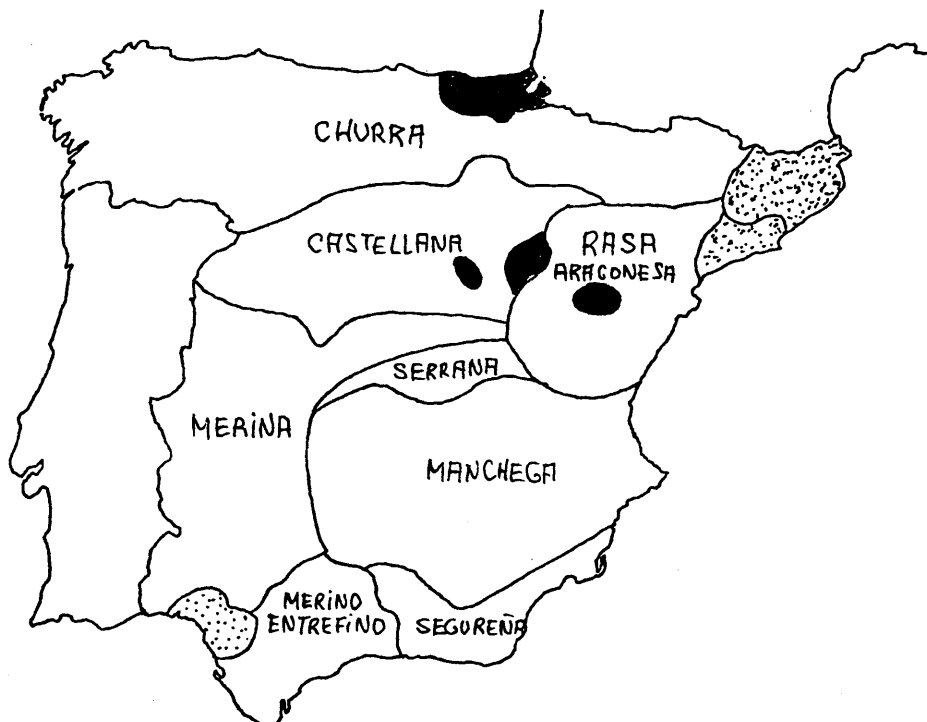 CHURRA
CASTELLANA
RASA
ARAGONESA
SERRANA
MERINA
MANCHEGA
MERINO
ENTREFINO
SEGUREÑA